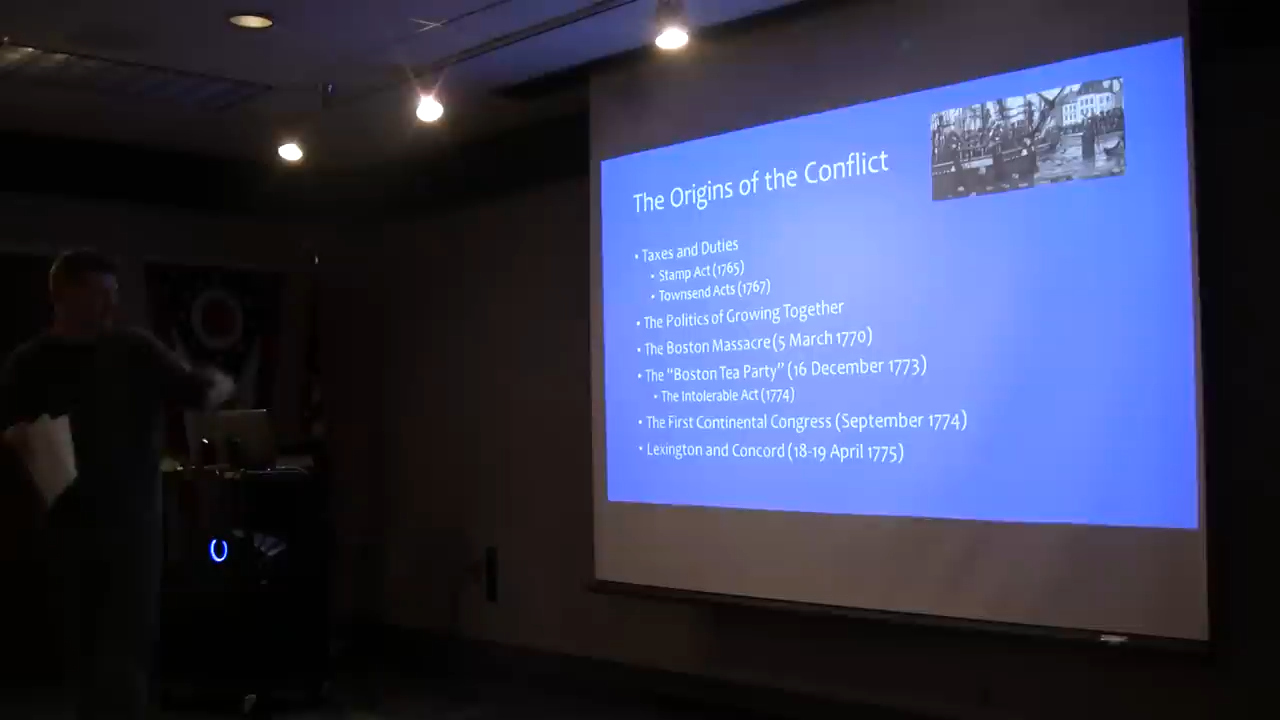 The Origins of the Conflict
• Taxes and Duties
• Stamp Act (1765)
• Townsend Acts (1767)
• The Politics of Growing Together
• The Boston Massacre (5 March 1770)
• The “Boston Tea Party” (16 December 1773)
• The Intolerable Act (1774)
• The First Continental Congress (September 1774)
• Lexington and Concord (18-19 April 1775)